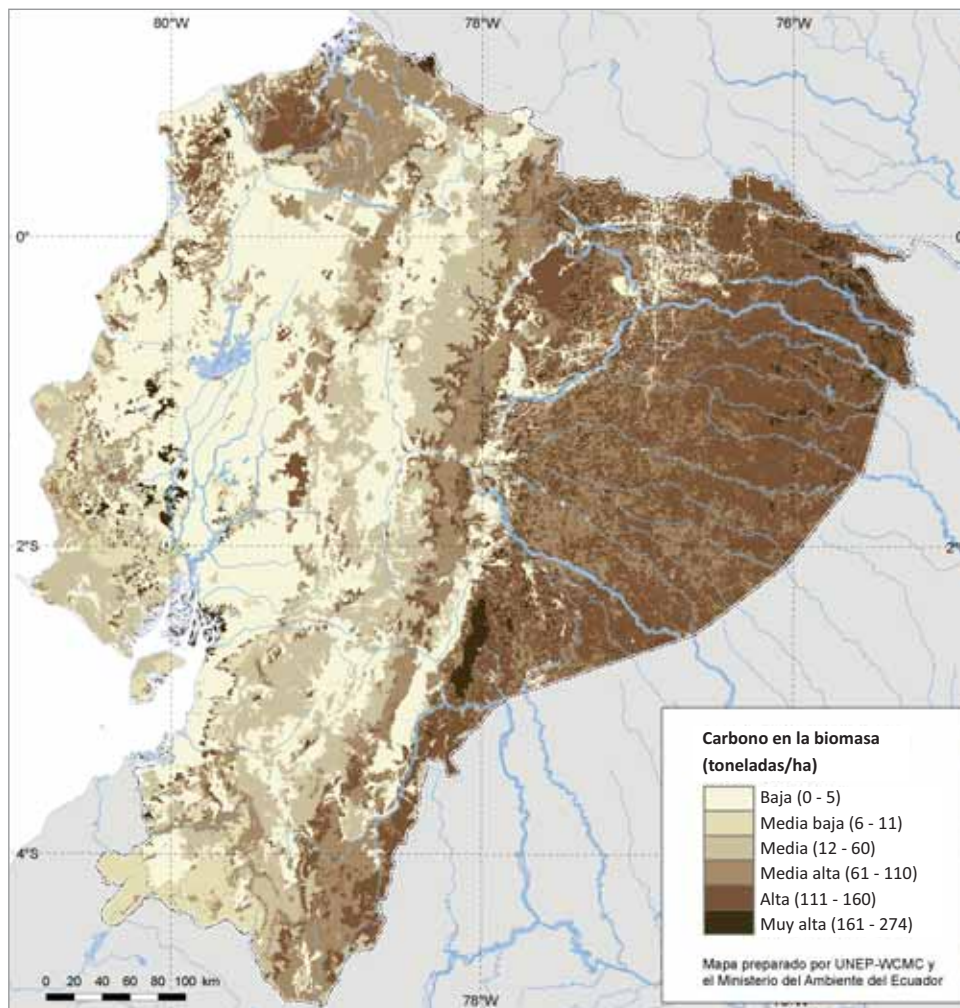 80°W 78°W 76°W
0° 0
2°S 2°
4°S
Carbono en la biomasa
(toneladas/ha)
Baja (0 - 5)
Media baja (6 - 11)
Media (12 - 60)
Media alta (61 - 110)
Alta (111 - 160)
Muy alta (161 - 274)
Mapa preparado por UNEP-WCMC y
el Ministerio del Ambiente del Ecuador
0 20 40 60 80 100 km
78°W